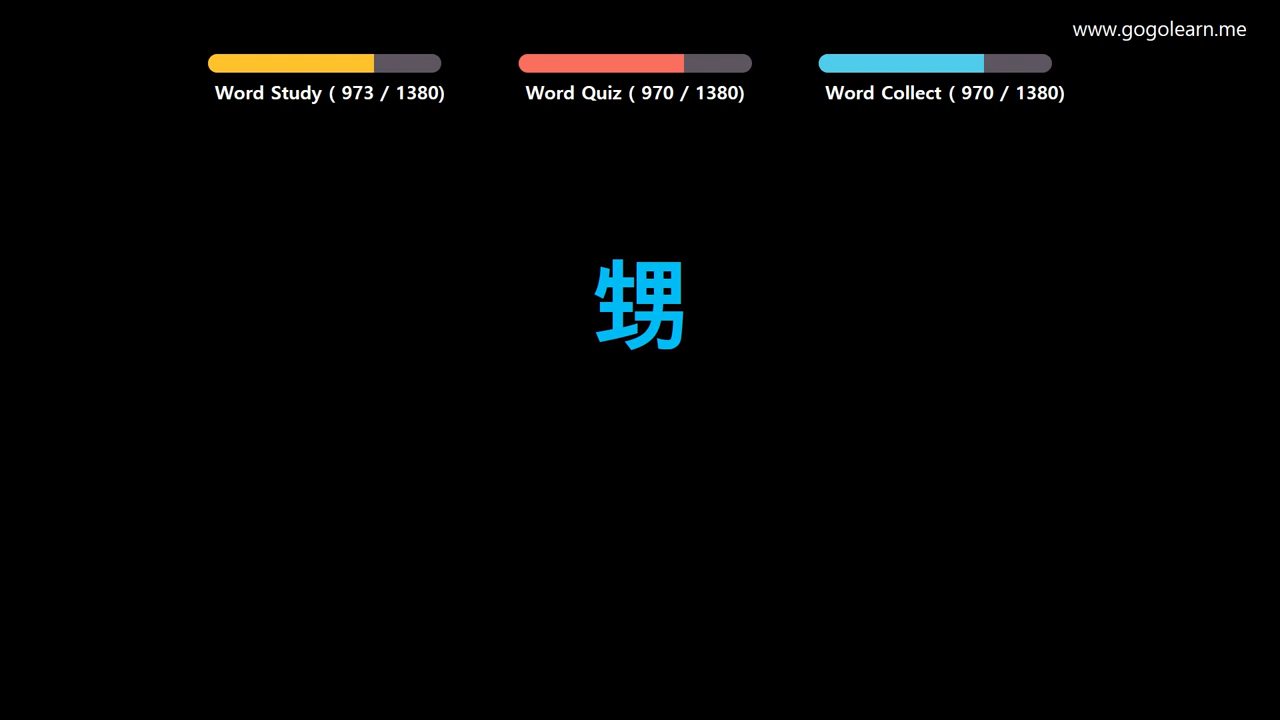 www.gogolearn.me
Word Study ( 973 / 1380)
Word Quiz ( 970 / 1380)
Word Collect ( 970 / 1380)
甥